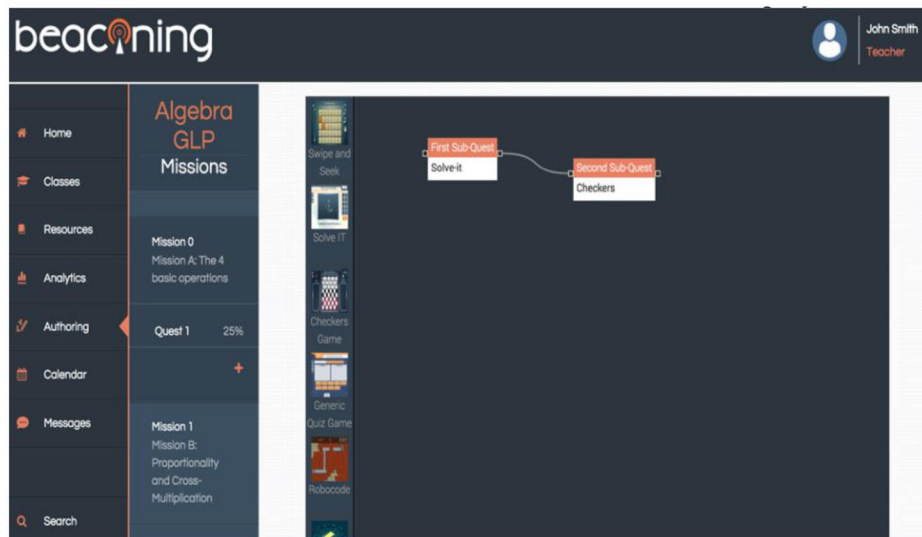 beaconing
John Smith
Teacher
Home
Classes
Resources
Analytics
Authoring
Calendar
Messages
Search
Algebra
GLP
Missions
Mission 0
Mission A: The 4
basic operations
Quest 1 25%
+
Mission 1
Mission B:
Proportionality
and Cross-
Multiplication
Swipe and
Seek
Solve IT
Checkers
Game
Generic
Quiz Game
Robocode
First Sub-Quest
Solve-it
Second Sub-Quest
Checkers